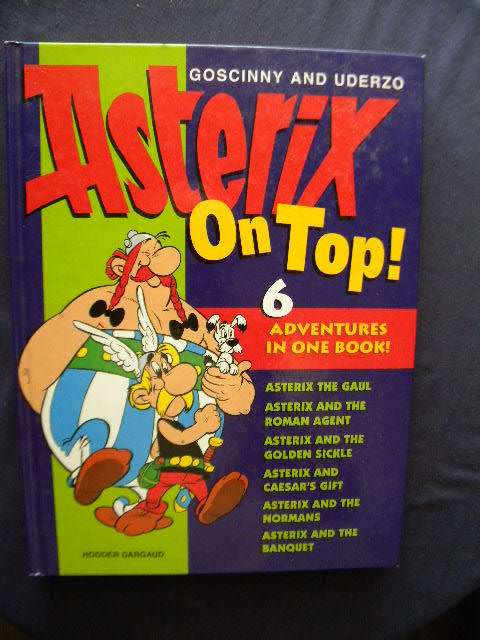 GOSCINNY AND UDERZO
Asterix
On Top!
6
ADVENTURES
IN ONE BOOK!
ASTERIX THE GAUL
ASTERIX AND THE
ROMAN AGENT
ASTERIX AND THE
GOLDEN SICKLE
ASTERIX AND
CAESAR'S GIFT
ASTERIX AND THE
NORMANS
ASTERIX AND THE
BANQUET
HODDER DARGAUD